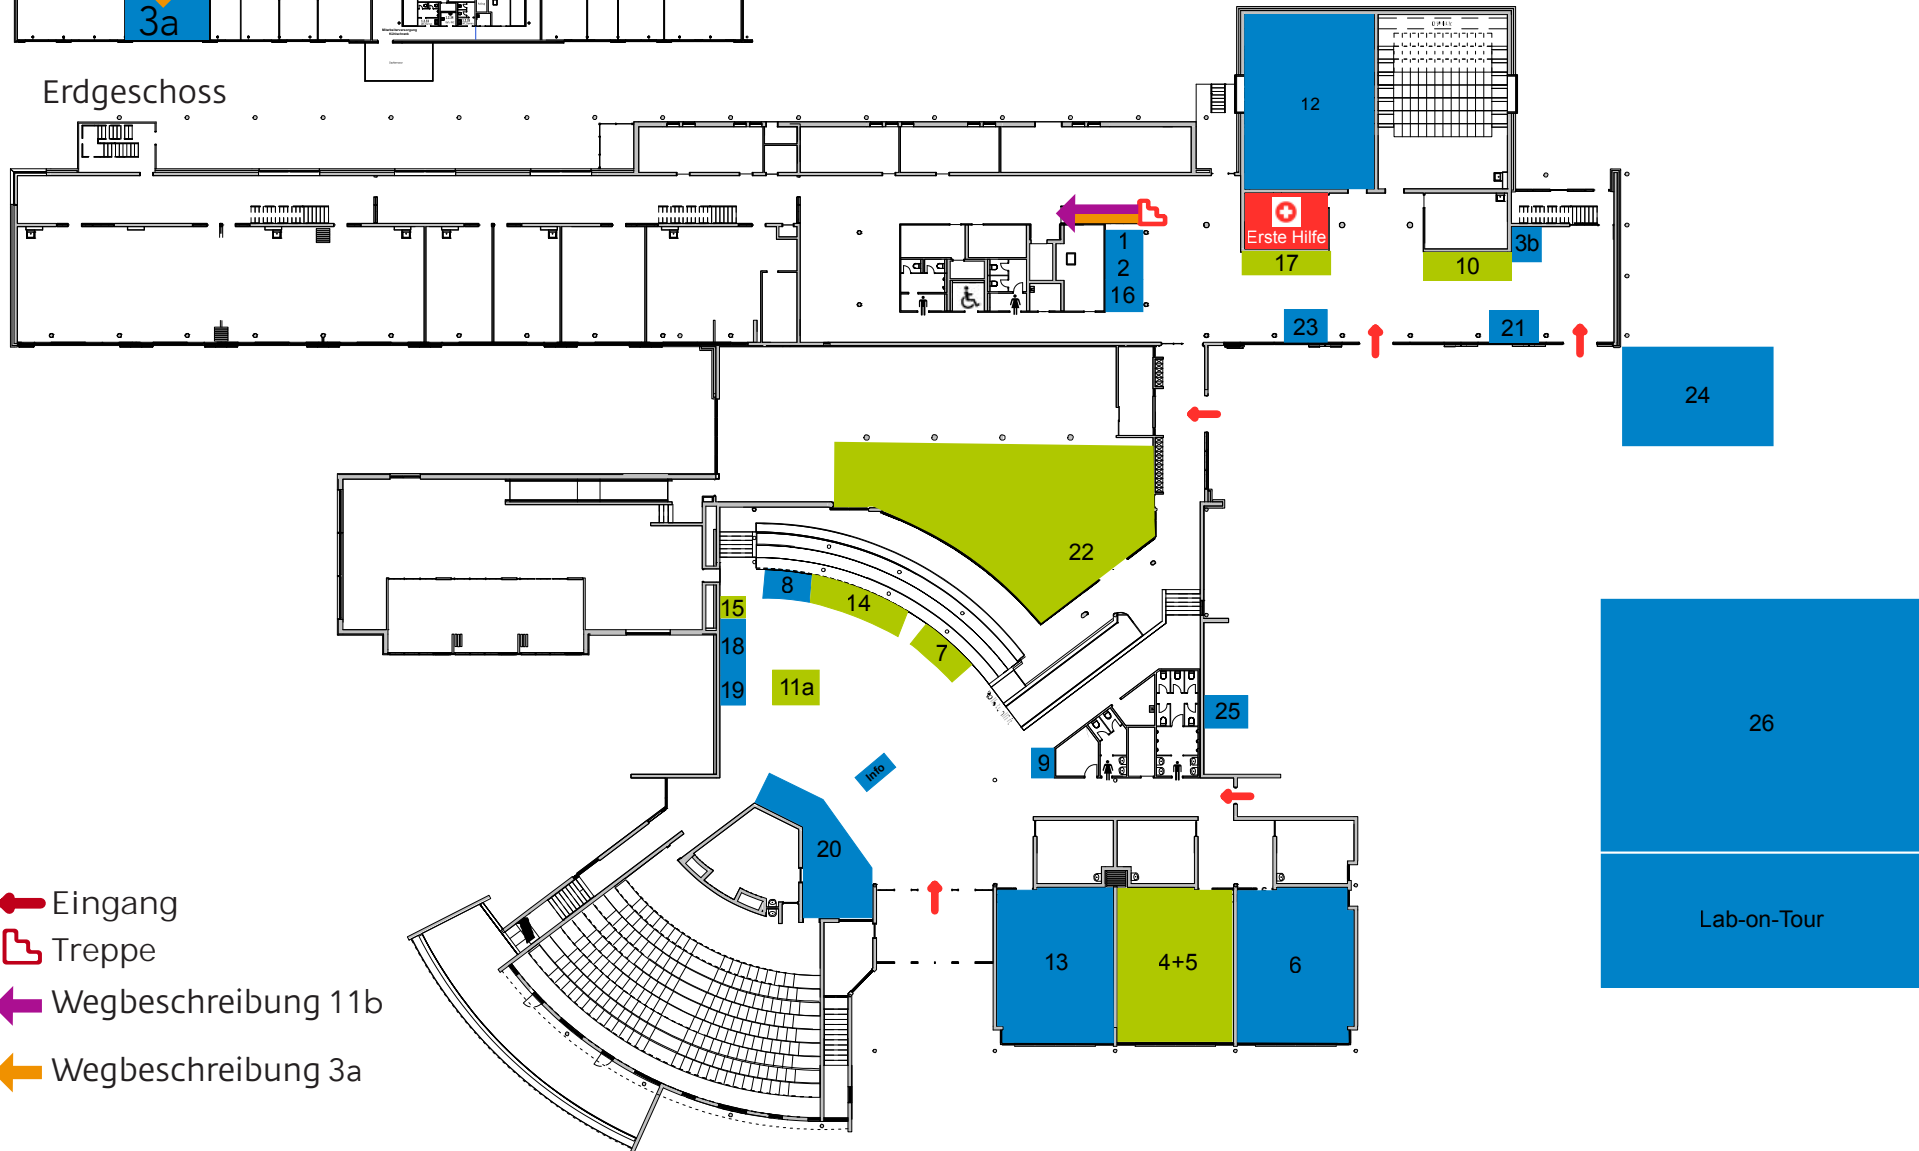 3a
Mitarbeiterversorgung
Erdgeschoss
12
Erste Hilfe
1
2
16
17
10
3b
23
21
24
22
8
14
15
7
18
19
11a
25
26
9
Info
20
Lab-on-Tour
13
4+5
6
Eingang
Treppe
Wegbeschreibung 11b
Wegbeschreibung 3a